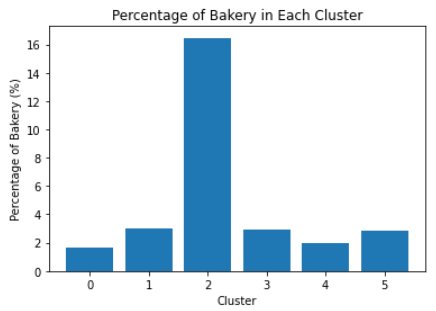 Percentage of Bakery in Each Cluster
Percentage of Bakery (%)
16
14
12
10
8
6
4
2
0
0 1 2 3 4 5
Cluster